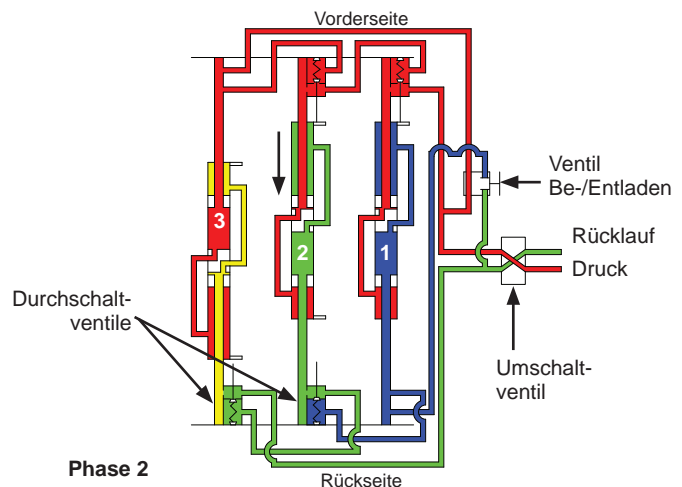 Vorderseite
Ventil
Be-/Entladen
3
2
1
Rücklauf
Druck
Durchschalt-
ventile
Umschalt-
ventil
Phase 2
Rückseite